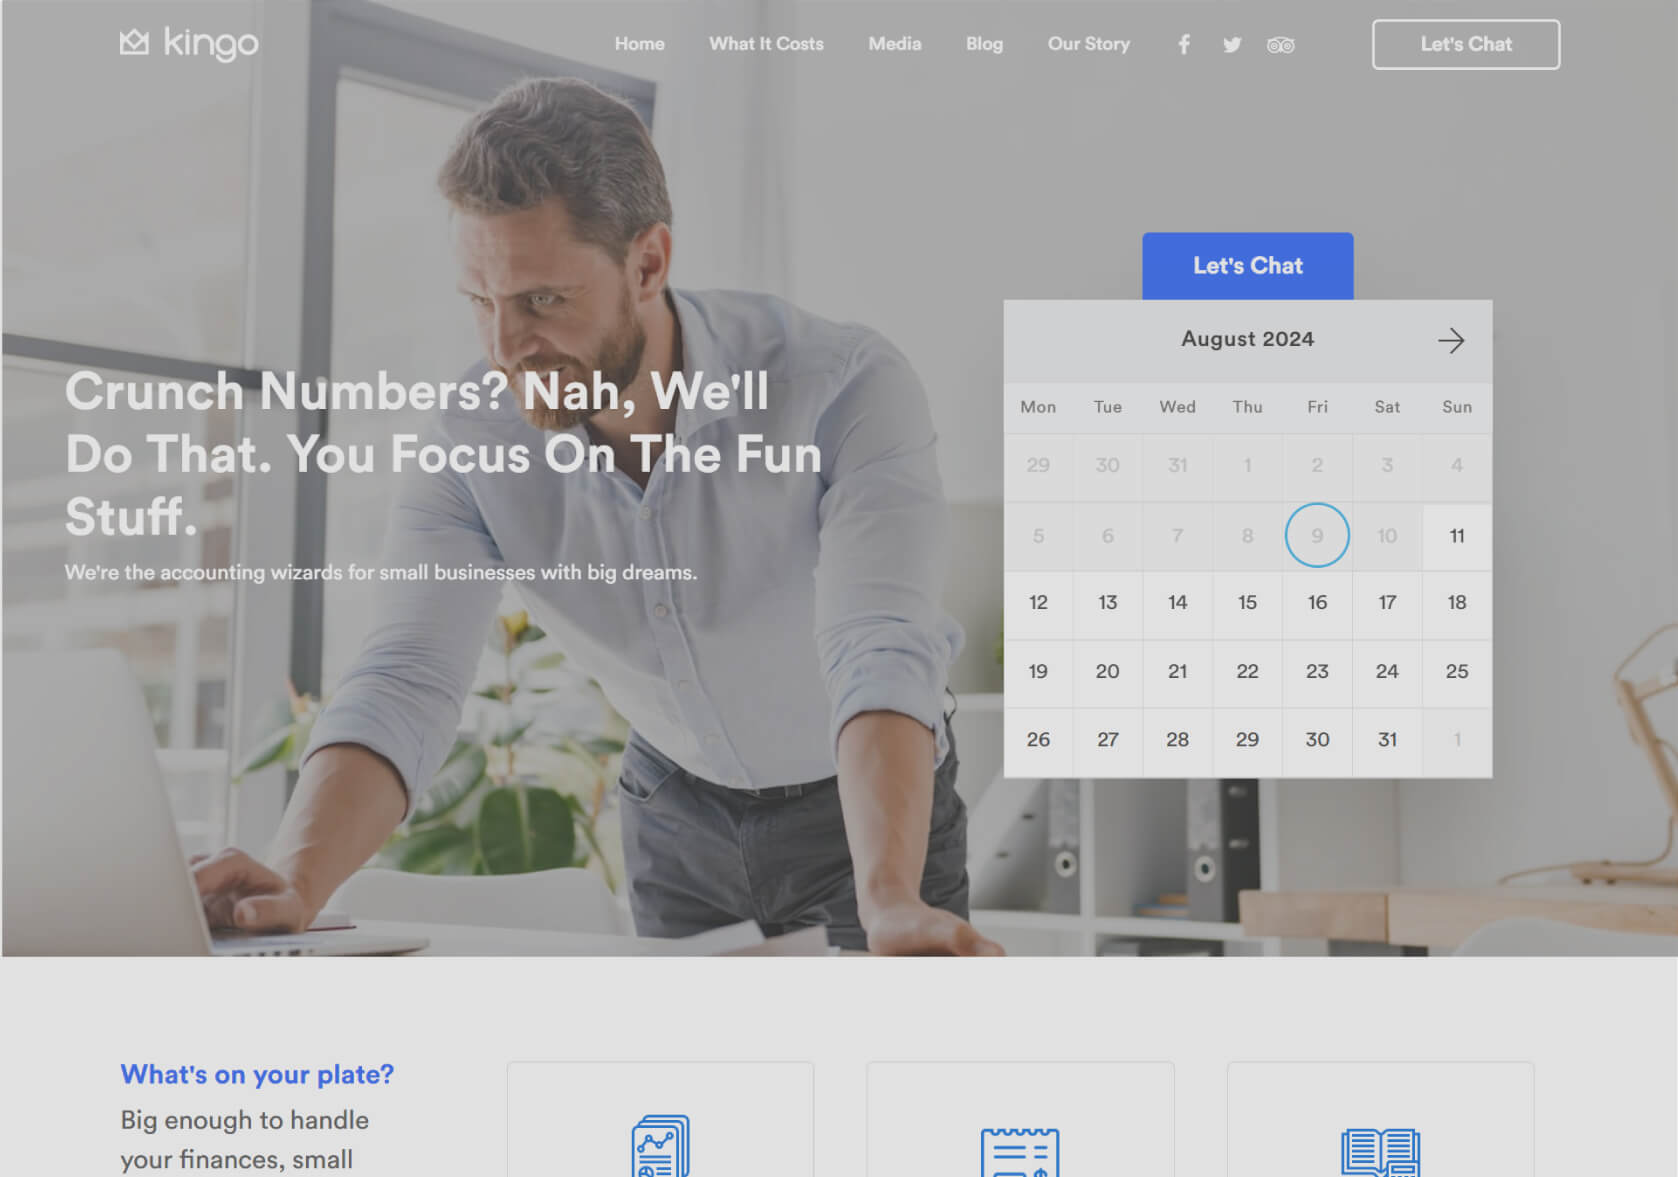 kingo
Home What It Costs Media Blog Our Story Let's Chat
Let's Chat
August 2024
Mon Tue Wed Thu Fri Sat Sun
29 30 31 1 2 3 4
5 6 7 8 9 10 11
12 13 14 15 16 17 18
19 20 21 22 23 24 25
26 27 28 29 30 31 1
Crunch Numbers? Nah, We'll
Do That. You Focus On The Fun
Stuff.
We're the accounting wizards for small businesses with big dreams.
What's on your plate?
Big enough to handle
your finances, small